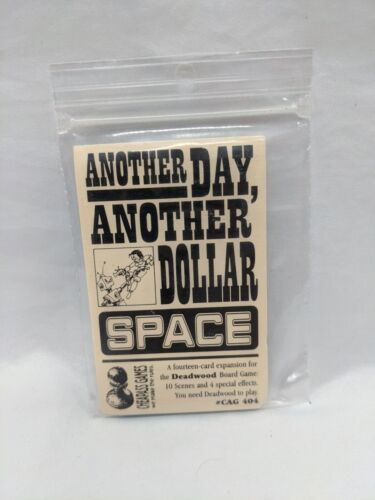 ANOTHER DAY,
ANOTHER
DOLLAR
SPACE
A fourteen-card expansion for
the Deadwood Board Game:
10 Scenes and 4 special effects.
You need Deadwood to play.
#CAG 404
CHEAPASS GAMES